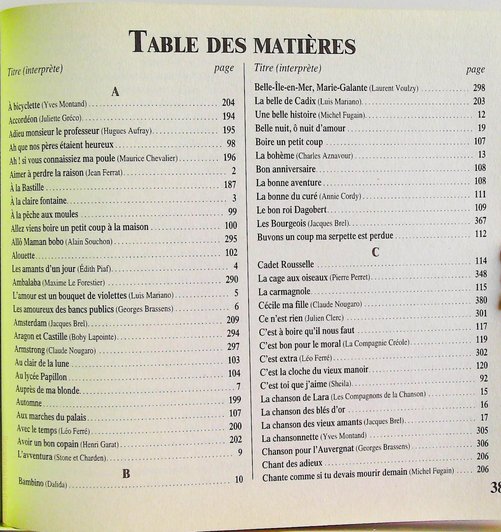 TABLE DES MATIÈRES
Titre (interprète) page
A
À bicyclette (Yves Montand) 204
Accordéon (Juliette Gréco) 194
Adieu monsieur le professeur (Hugues Aufray) 195
Ah que nos pères étaient heureux 98
Ah ! si vous connaissiez ma poule (Maurice Chevalier) 196
Aimer à perdre la raison (Jean Ferrat) 2
À la Bastille 187
À la claire fontaine 3
À la pêche aux moules 99
Allez viens boire un petit coup à la maison 100
Allô Maman bobo (Alain Souchon) 295
Alouette 102
Les amants d'un jour (Édith Piaf) 4
Ambalaba (Maxime Le Forestier) 290
L'amour est un bouquet de violettes (Luis Mariano) 5
Les amoureux des bancs publics (Georges Brassens) 6
Amsterdam (Jacques Brel) 209
Aragon et Castille (Boby Lapointe) 294
Armstrong (Claude Nougaro) 297
Au clair de la lune 103
Au lycée Papillon 104
Auprès de ma blonde 7
Automne 199
Aux marches du palais 107
Avec le temps (Léo Ferré) 200
Avoir un bon copain (Henri Garat) 202
L'avventura (Stone et Charden) 9
B
Bambino (Dalida) 10
Titre (interprète) page
Belle-Île-en-Mer, Marie-Galante (Laurent Voulzy) 298
La belle de Cadix (Luis Mariano) 203
Une belle histoire (Michel Fugain) 12
Belle nuit, ô nuit d'amour 19
Boire un petit coup 107
La bohème (Charles Aznavour) 13
Bon anniversaire 108
La bonne aventure 108
La bonne du curé (Annie Cordy) 111
Le bon roi Dagobert 109
Les Bourgeois (Jacques Brel) 367
Buvons un coup ma serpette est perdue 112
C
Cadet Rousselle 114
La cage aux oiseaux (Pierre Perret) 348
La carmagnole 115
Cécile ma fille (Claude Nougaro) 380
Ce n'est rien (Julien Clerc) 301
C'est à boire qu'il nous faut 117
C'est bon pour le moral (La Compagnie Créole) 119
C'est extra (Léo Ferré) 302
C'est la cloche du vieux manoir 120
C'est toi que j'aime (Sheila) 92
La chanson de Lara (Les Compagnons de la Chanson) 15
La chanson des blés d'or 16
La chanson des vieux amants (Jacques Brel) 17
La chansonnette (Yves Montand) 305
Chanson pour l'Auvergnat (Georges Brassens) 306
Chant des adieux 206
Chante comme si tu devais mourir demain (Michel Fugain) 206